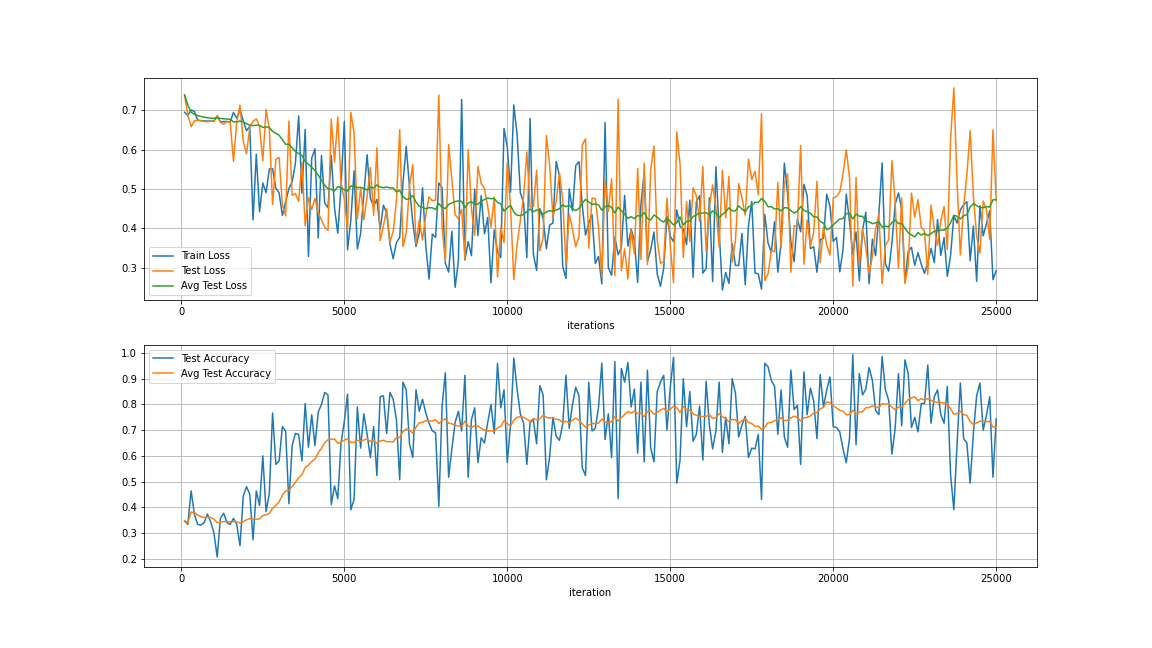 0.7
0.6
0.5
0.4
0.3
Train Loss
Test Loss
Avg Test Loss
0 5000 10000 15000 20000 25000
iterations
1.0
0.9
0.8
0.7
0.6
0.5
0.4
0.3
0.2
Test Accuracy
Avg Test Accuracy
0 5000 10000 15000 20000 25000
iteration